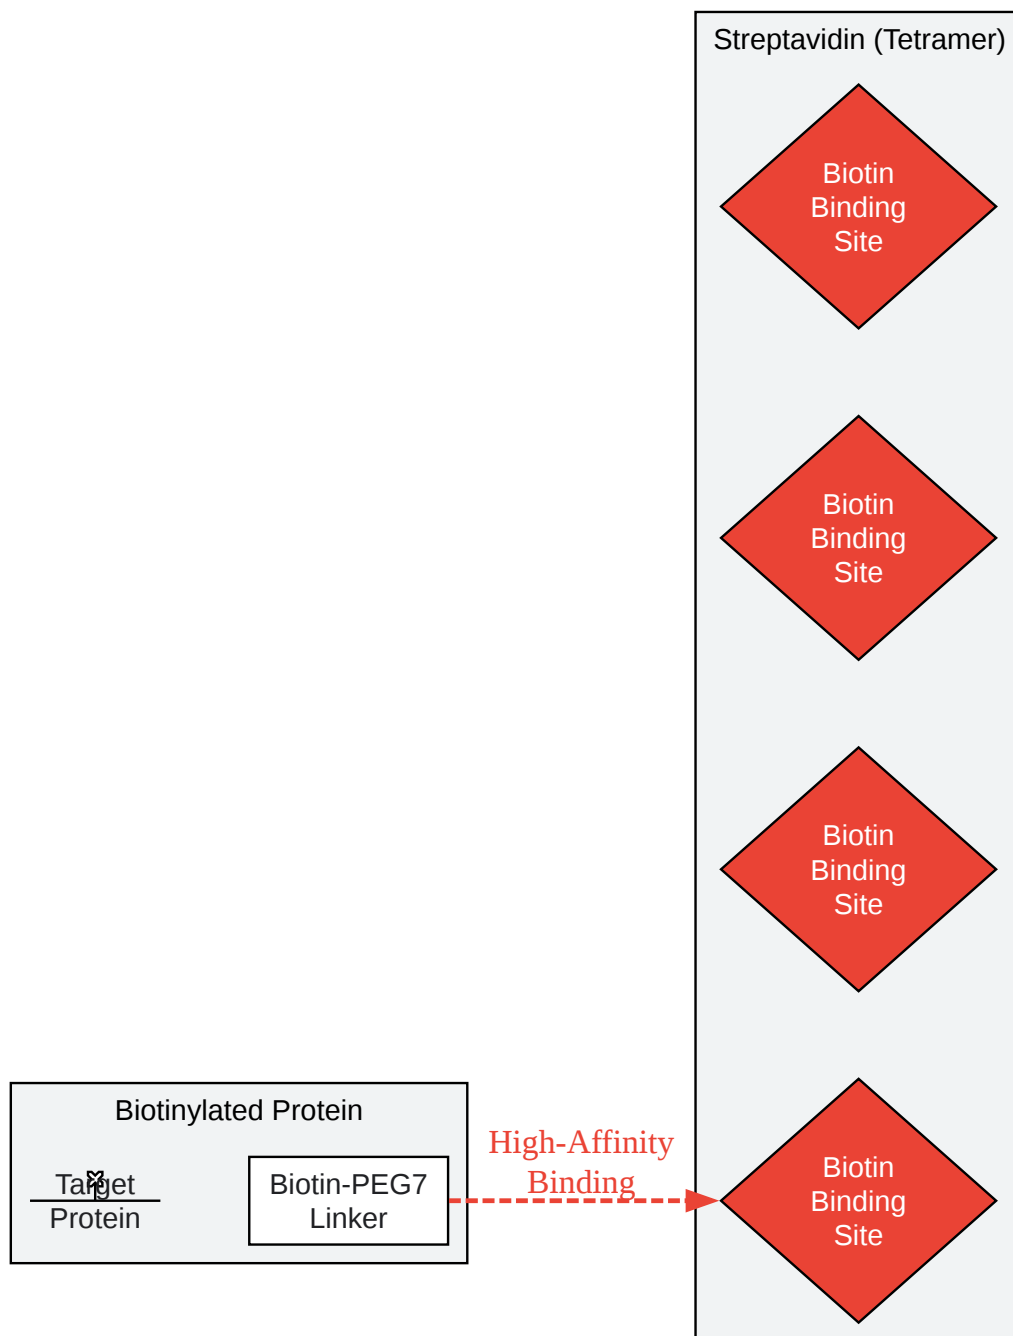 Streptavidin (Tetramer)
Biotin
Binding
Site
Biotin
Binding
Site
Biotin
Binding
Site
Biotinylated Protein
Target
Protein
Biotin-PEG7
Linker
High-Affinity
Binding
Biotin
Binding
Site